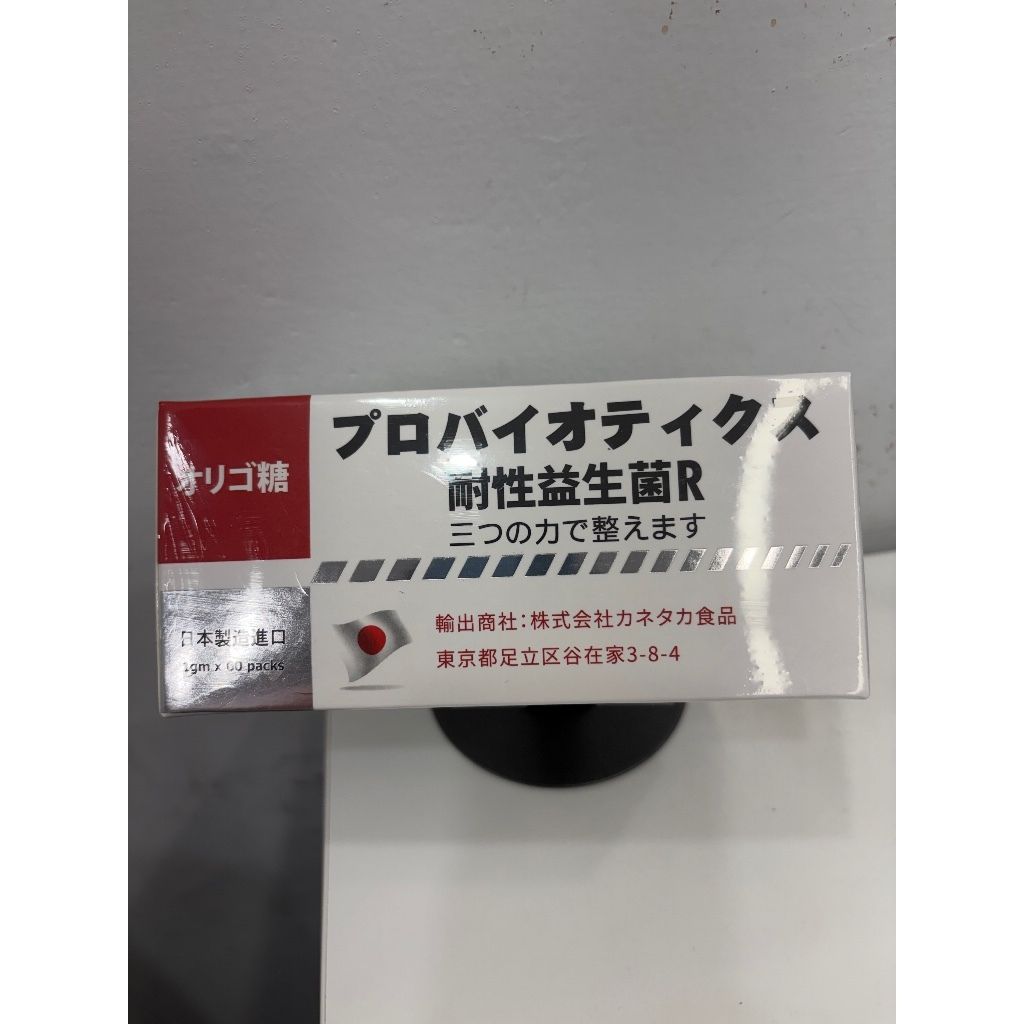 オリゴ糖
プロバイオティクス
耐性益生菌R
三つの力で整えます
日本製造進口
1gm x 60 packs
輸出商社：株式会社カネタカ食品
東京都足立区谷在家3-8-4